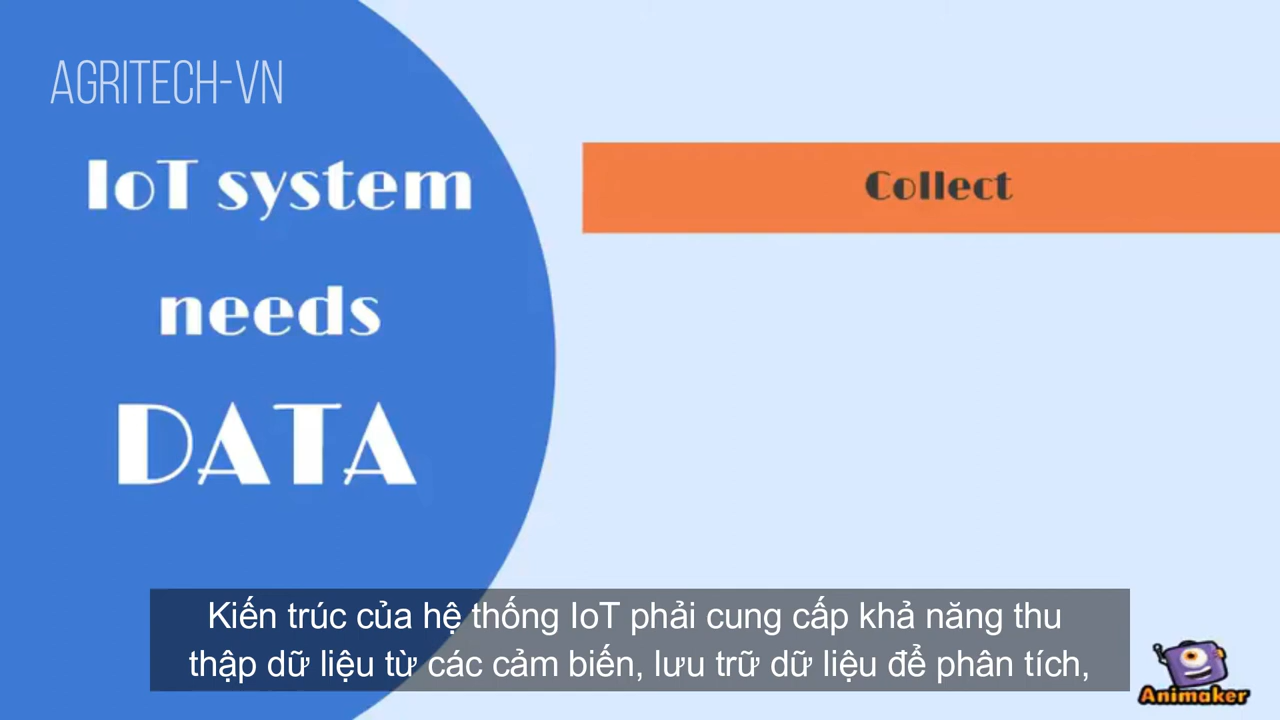 AGRITECH-VN
IoT system
needs
DATA
Collect
Kiến trúc của hệ thống IoT phải cung cấp khả năng thu
thập dữ liệu từ các cảm biến, lưu trữ dữ liệu để phân tích,
Animaker